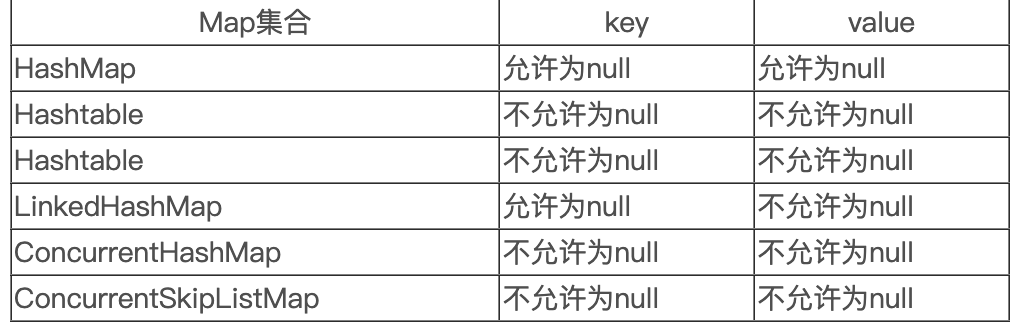 Map集合 key value
HashMap 允许为null 允许为null
Hashtable 不允许为null 不允许为null
Hashtable 不允许为null 不允许为null
LinkedHashMap 允许为null 不允许为null
ConcurrentHashMap 不允许为null 不允许为null
ConcurrentSkipListMap 不允许为null 不允许为null